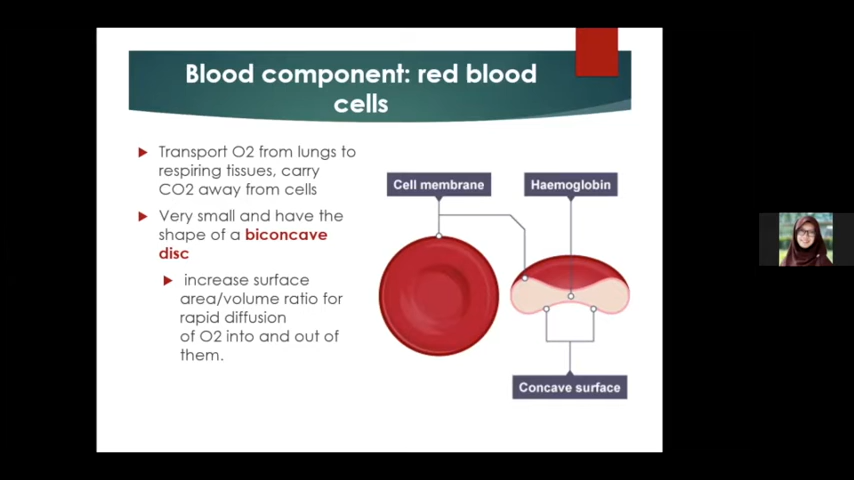 Blood component: red blood
cells
Transport O2 from lungs to
respiring tissues, carry
CO2 away from cells
Very small and have the
shape of a biconcave
disc
increase surface
area/volume ratio for
rapid diffusion
of O2 into and out of
them.
Cell membrane
Haemoglobin
Concave surface